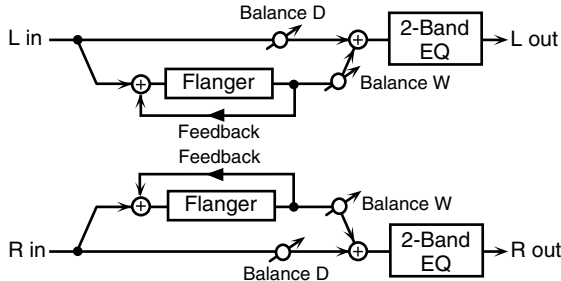 Balance D
L in
2-Band
EQ
L out
Flanger
Balance W
Feedback
Feedback
Flanger
Balance W
R in
Balance D
2-Band
EQ
R out